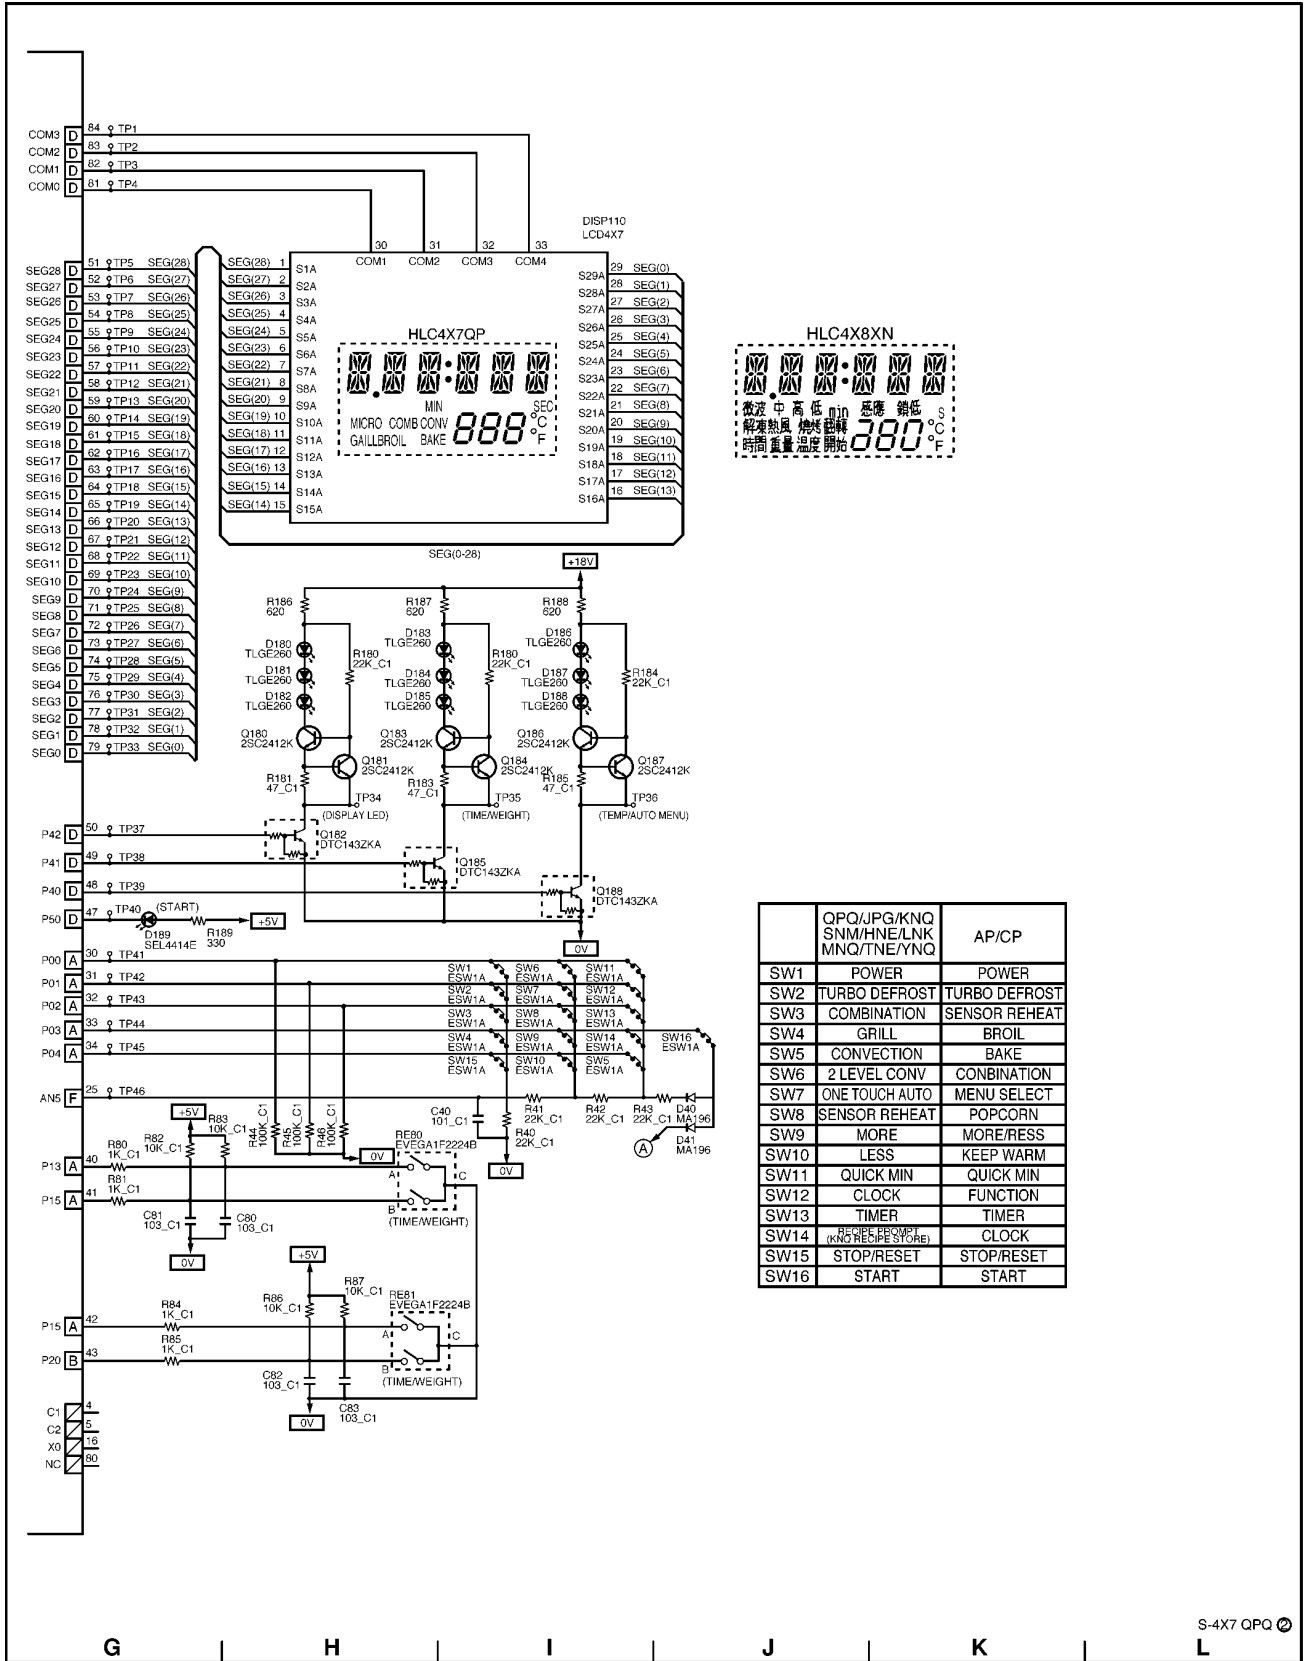 COM3 D 84 TP1
COM2 D 83 TP2
COM1 D 82 TP3
COM0 D 81 TP4
DISP110
LCD4X7
30 31 32 33
COM1 COM2 COM3 COM4
SEG28 D 51 TP5 SEG(28)
SEG27 D 52 TP6 SEG(27)
SEG26 D 53 TP7 SEG(26)
SEG25 D 54 TP8 SEG(25)
SEG24 D 55 TP9 SEG(24)
SEG23 D 56 TP10 SEG(23)
SEG22 D 57 TP11 SEG(22)
SEG21 D 58 TP12 SEG(21)
SEG20 D 59 TP13 SEG(20)
SEG19 D 60 TP14 SEG(19)
SEG18 D 61 TP15 SEG(18)
SEG17 D 62 TP16 SEG(17)
SEG16 D 63 TP17 SEG(16)
SEG15 D 64 TP18 SEG(15)
SEG14 D 65 TP19 SEG(14)
SEG13 D 66 TP20 SEG(13)
SEG12 D 67 TP21 SEG(12)
SEG11 D 68 TP22 SEG(11)
SEG10 D 69 TP23 SEG(10)
SEG9 D 70 TP24 SEG(9)
SEG8 D 71 TP25 SEG(8)
SEG7 D 72 TP26 SEG(7)
SEG6 D 73 TP27 SEG(6)
SEG5 D 74 TP28 SEG(5)
SEG4 D 75 TP29 SEG(4)
SEG3 D 76 TP30 SEG(3)
SEG2 D 77 TP31 SEG(2)
SEG1 D 78 TP32 SEG(1)
SEG0 D 79 TP33 SEG(0)
SEG(28) 1 S1A
SEG(27) 2 S2A
SEG(26) 3 S3A
SEG(25) 4 S4A
SEG(24) 5 S5A
SEG(23) 6 S6A
SEG(22) 7 S7A
SEG(21) 8 S8A
SEG(20) 9 S9A
SEG(19) 10 S10A
SEG(18) 11 S11A
SEG(17) 12 S12A
SEG(16) 13 S13A
SEG(15) 14 S14A
SEG(14) 15 S15A
HLC4X7QP
MIN SEC
MICRO COMB CONV 888 °C
GAILLBROIL BAKE °F
S29A 29 SEG(0)
S28A 28 SEG(1)
S27A 27 SEG(2)
S26A 26 SEG(3)
S25A 25 SEG(4)
S24A 24 SEG(5)
S23A 23 SEG(6)
S22A 22 SEG(7)
S21A 21 SEG(8)
S20A 20 SEG(9)
S19A 19 SEG(10)
S18A 18 SEG(11)
S17A 17 SEG(12)
S16A 16 SEG(13)
SEG(0-28)
HLC4X8XN
微波 中 高 低 min 感應 鎖低 S
解凍熱風 燒烤翻轉 °C
時間 重量 温度 開始 °F
+18V
R186
620
R187
620
R188
620
D180
TLGE260
D181
TLGE260
D182
TLGE260
R180
22K_C1
D183
TLGE260
D184
TLGE260
D185
TLGE260
R180
22K_C1
D186
TLGE260
D187
TLGE260
D188
TLGE260
R184
22K_C1
Q180
2SC2412K
Q181
2SC2412K
Q183
2SC2412K
Q184
2SC2412K
Q186
2SC2412K
Q187
2SC2412K
R181
47_C1
R183
47_C1
R185
47_C1
TP34
(DISPLAY LED)
TP35
(TIME/WEIGHT)
TP36
(TEMP/AUTO MENU)
P42 D 50 TP37
Q182
DTC143ZKA
P41 D 49 TP38
Q185
DTC143ZKA
P40 D 48 TP39
Q188
DTC143ZKA
P50 D 47 TP40 (START)
D189
SEL4414E
R189
330
+5V
0V
P00 A 30 TP41
P01 A 31 TP42
P02 A 32 TP43
P03 A 33 TP44
P04 A 34 TP45
AN5 F 25 TP46
SW1
ESW1A
SW6
ESW1A
SW11
ESW1A
SW2
ESW1A
SW7
ESW1A
SW12
ESW1A
SW3
ESW1A
SW8
ESW1A
SW13
ESW1A
SW4
ESW1A
SW9
ESW1A
SW14
ESW1A
SW16
ESW1A
SW15
ESW1A
SW10
ESW1A
SW5
ESW1A
R44
100K_C1
R45
100K_C1
R46
100K_C1
0V
C40
101_C1
R41
22K_C1
R42
22K_C1
R43
22K_C1
R40
22K_C1
0V
D40
MA196
D41
MA196
A
+5V
R83
10K_C1
R82
10K_C1
P13 A 40
R80
1K_C1
P15 A 41
R81
1K_C1
C81
103_C1
C80
103_C1
0V
RE80
EVEGA1F2224B
A
B
C
(TIME/WEIGHT)
+5V
R87
10K_C1
R86
10K_C1
P15 A 42
R84
1K_C1
P20 B 43
R85
1K_C1
C82
103_C1
C83
103_C1
0V
RE81
EVEGA1F2224B
A
B
C
(TIME/WEIGHT)
C1 4
C2 5
X0 16
NC 80
QPQ/JPG/KNQ
SNM/HNE/LNK
MNQ/TNE/YNQ
AP/CP
SW1 POWER POWER
SW2 TURBO DEFROST TURBO DEFROST
SW3 COMBINATION SENSOR REHEAT
SW4 GRILL BROIL
SW5 CONVECTION BAKE
SW6 2 LEVEL CONV CONBINATION
SW7 ONE TOUCH AUTO MENU SELECT
SW8 SENSOR REHEAT POPCORN
SW9 MORE MORE/RESS
SW10 LESS KEEP WARM
SW11 QUICK MIN QUICK MIN
SW12 CLOCK FUNCTION
SW13 TIMER TIMER
SW14 RECIPE PROMPT (KNQ RECIPE STORE) CLOCK
SW15 STOP/RESET STOP/RESET
SW16 START START
S-4X7 QPQ ②
G H I J K L